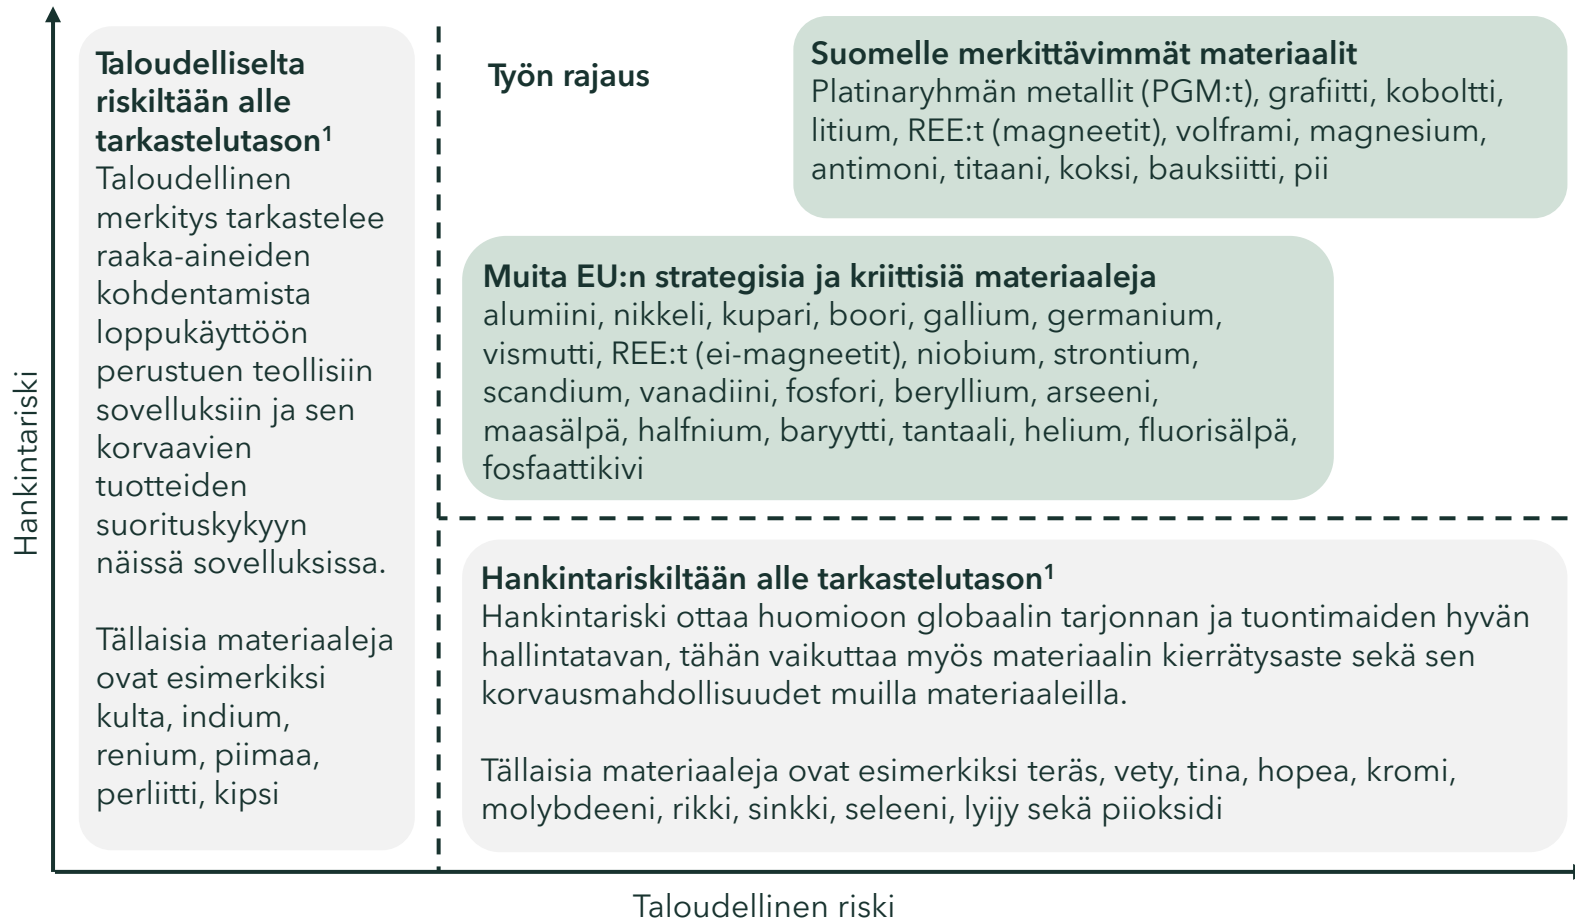 Hankintariski
Taloudelliselta
riskiltään alle
tarkastelutason¹
Taloudellinen
merkitys tarkastelee
raaka-aineiden
kohdentamista
loppukäyttöön
perustuen teollisiin
sovelluksiin ja sen
korvaavien
tuotteiden
suorituskykyyn
näissä sovelluksissa.
Tällaisia materiaaleja
ovat esimerkiksi
kulta, indium,
renium, piimaa,
perliitti, kipsi
Työn rajaus
Suomelle merkittävimmät materiaalit
Platinaryhmän metallit (PGM:t), grafiitti, koboltti,
litium, REE:t (magneetit), volframi, magnesium,
antimoni, titaani, koksi, bauksiitti, pii
Muita EU:n strategisia ja kriittisiä materiaaleja
alumiini, nikkeli, kupari, boori, gallium, germanium,
vismutti, REE:t (ei-magneetit), niobium, strontium,
scandium, vanadiini, fosfori, beryllium, arseeni,
maasälpä, halfnium, baryytti, tantaali, helium, fluorisälpä,
fosfaattikivi
Hankintariskiltään alle tarkastelutason¹
Hankintariski ottaa huomioon globaalin tarjonnan ja tuontimaiden hyvän
hallintatavan, tähän vaikuttaa myös materiaalin kierrätysaste sekä sen
korvausmahdollisuudet muilla materiaaleilla.
Tällaisia materiaaleja ovat esimerkiksi teräs, vety, tina, hopea, kromi,
molybdeeni, rikki, sinkki, seleeni, lyijy sekä piioksidi
Taloudellinen riski